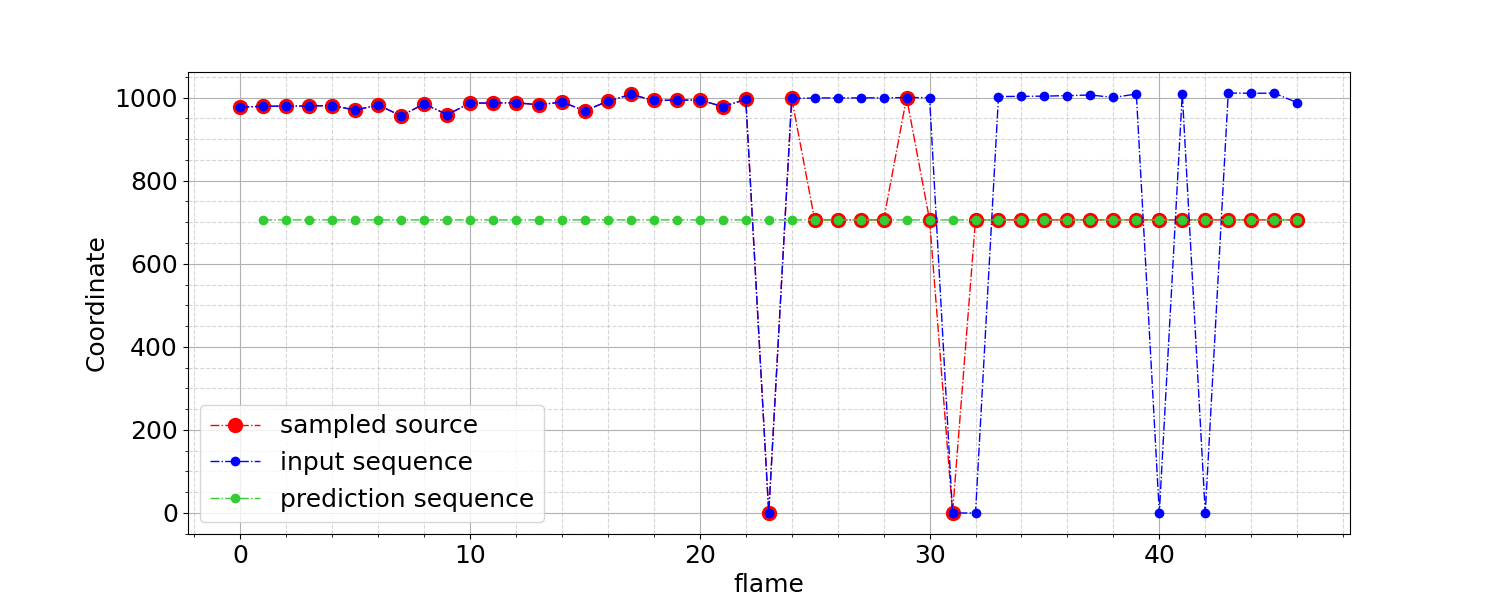 1000
800
600
400
200
0
Coordinate
sampled source
input sequence
prediction sequence
0 10 20 30 40
flame